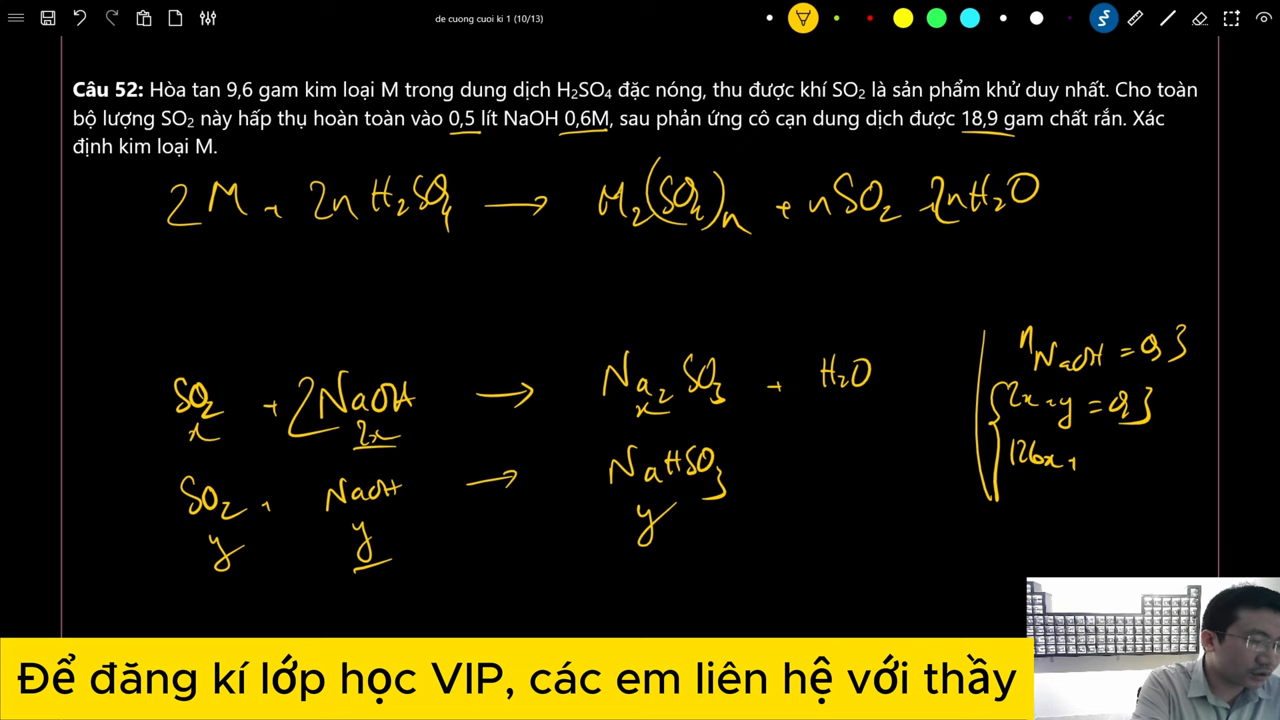 de cuong cuoi ki 1 (10/13)
Câu 52: Hòa tan 9,6 gam kim loại M trong dung dịch H₂SO₄ đặc nóng, thu được khí SO₂ là sản phẩm khử duy nhất. Cho toàn
bộ lượng SO₂ này hấp thụ hoàn toàn vào 0,5 lít NaOH 0,6M, sau phản ứng cô cạn dung dịch được 18,9 gam chất rắn. Xác
định kim loại M.
2M + 2nH₂SO₄ → M₂(SO₄)n + nSO₂ + 2nH₂O
nNaOH = 0,3
SO₂ + 2NaOH → Na₂SO₃ + H₂O
x 2x x
2x + y = 0,3
126x +
SO₂ + NaOH → NaHSO₃
y y y
Để đăng kí lớp học VIP, các em liên hệ với thầy